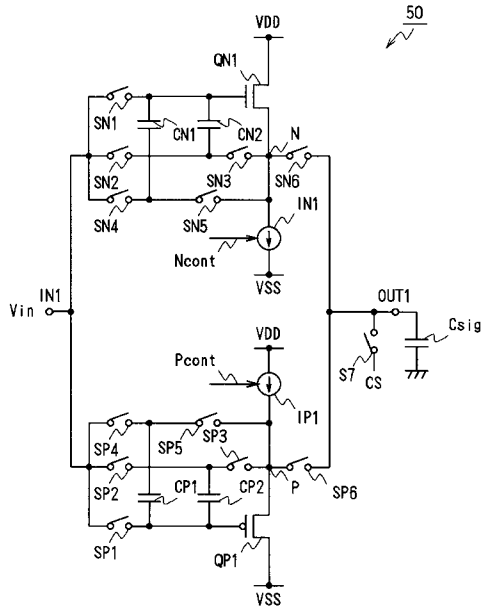 50
VDD
QN1
SN1
CN1
CN2
N
SN2
SN3
SN6
SN4
SN5
IN1
Ncont
VSS
IN1
Vin
OUT1
VDD
Csig
Pcont
S7
CS
IP1
SP4
SP5
SP3
SP2
CP1
CP2
P
SP6
SP1
QP1
VSS